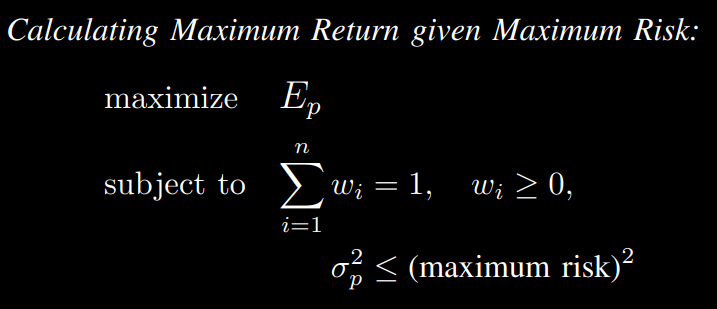 Calculating Maximum Return given Maximum Risk:
maximize E_p
subject to \sum_{i=1}^{n} w_i = 1, w_i ≥ 0,
σ_p^2 ≤ (maximum risk)^2